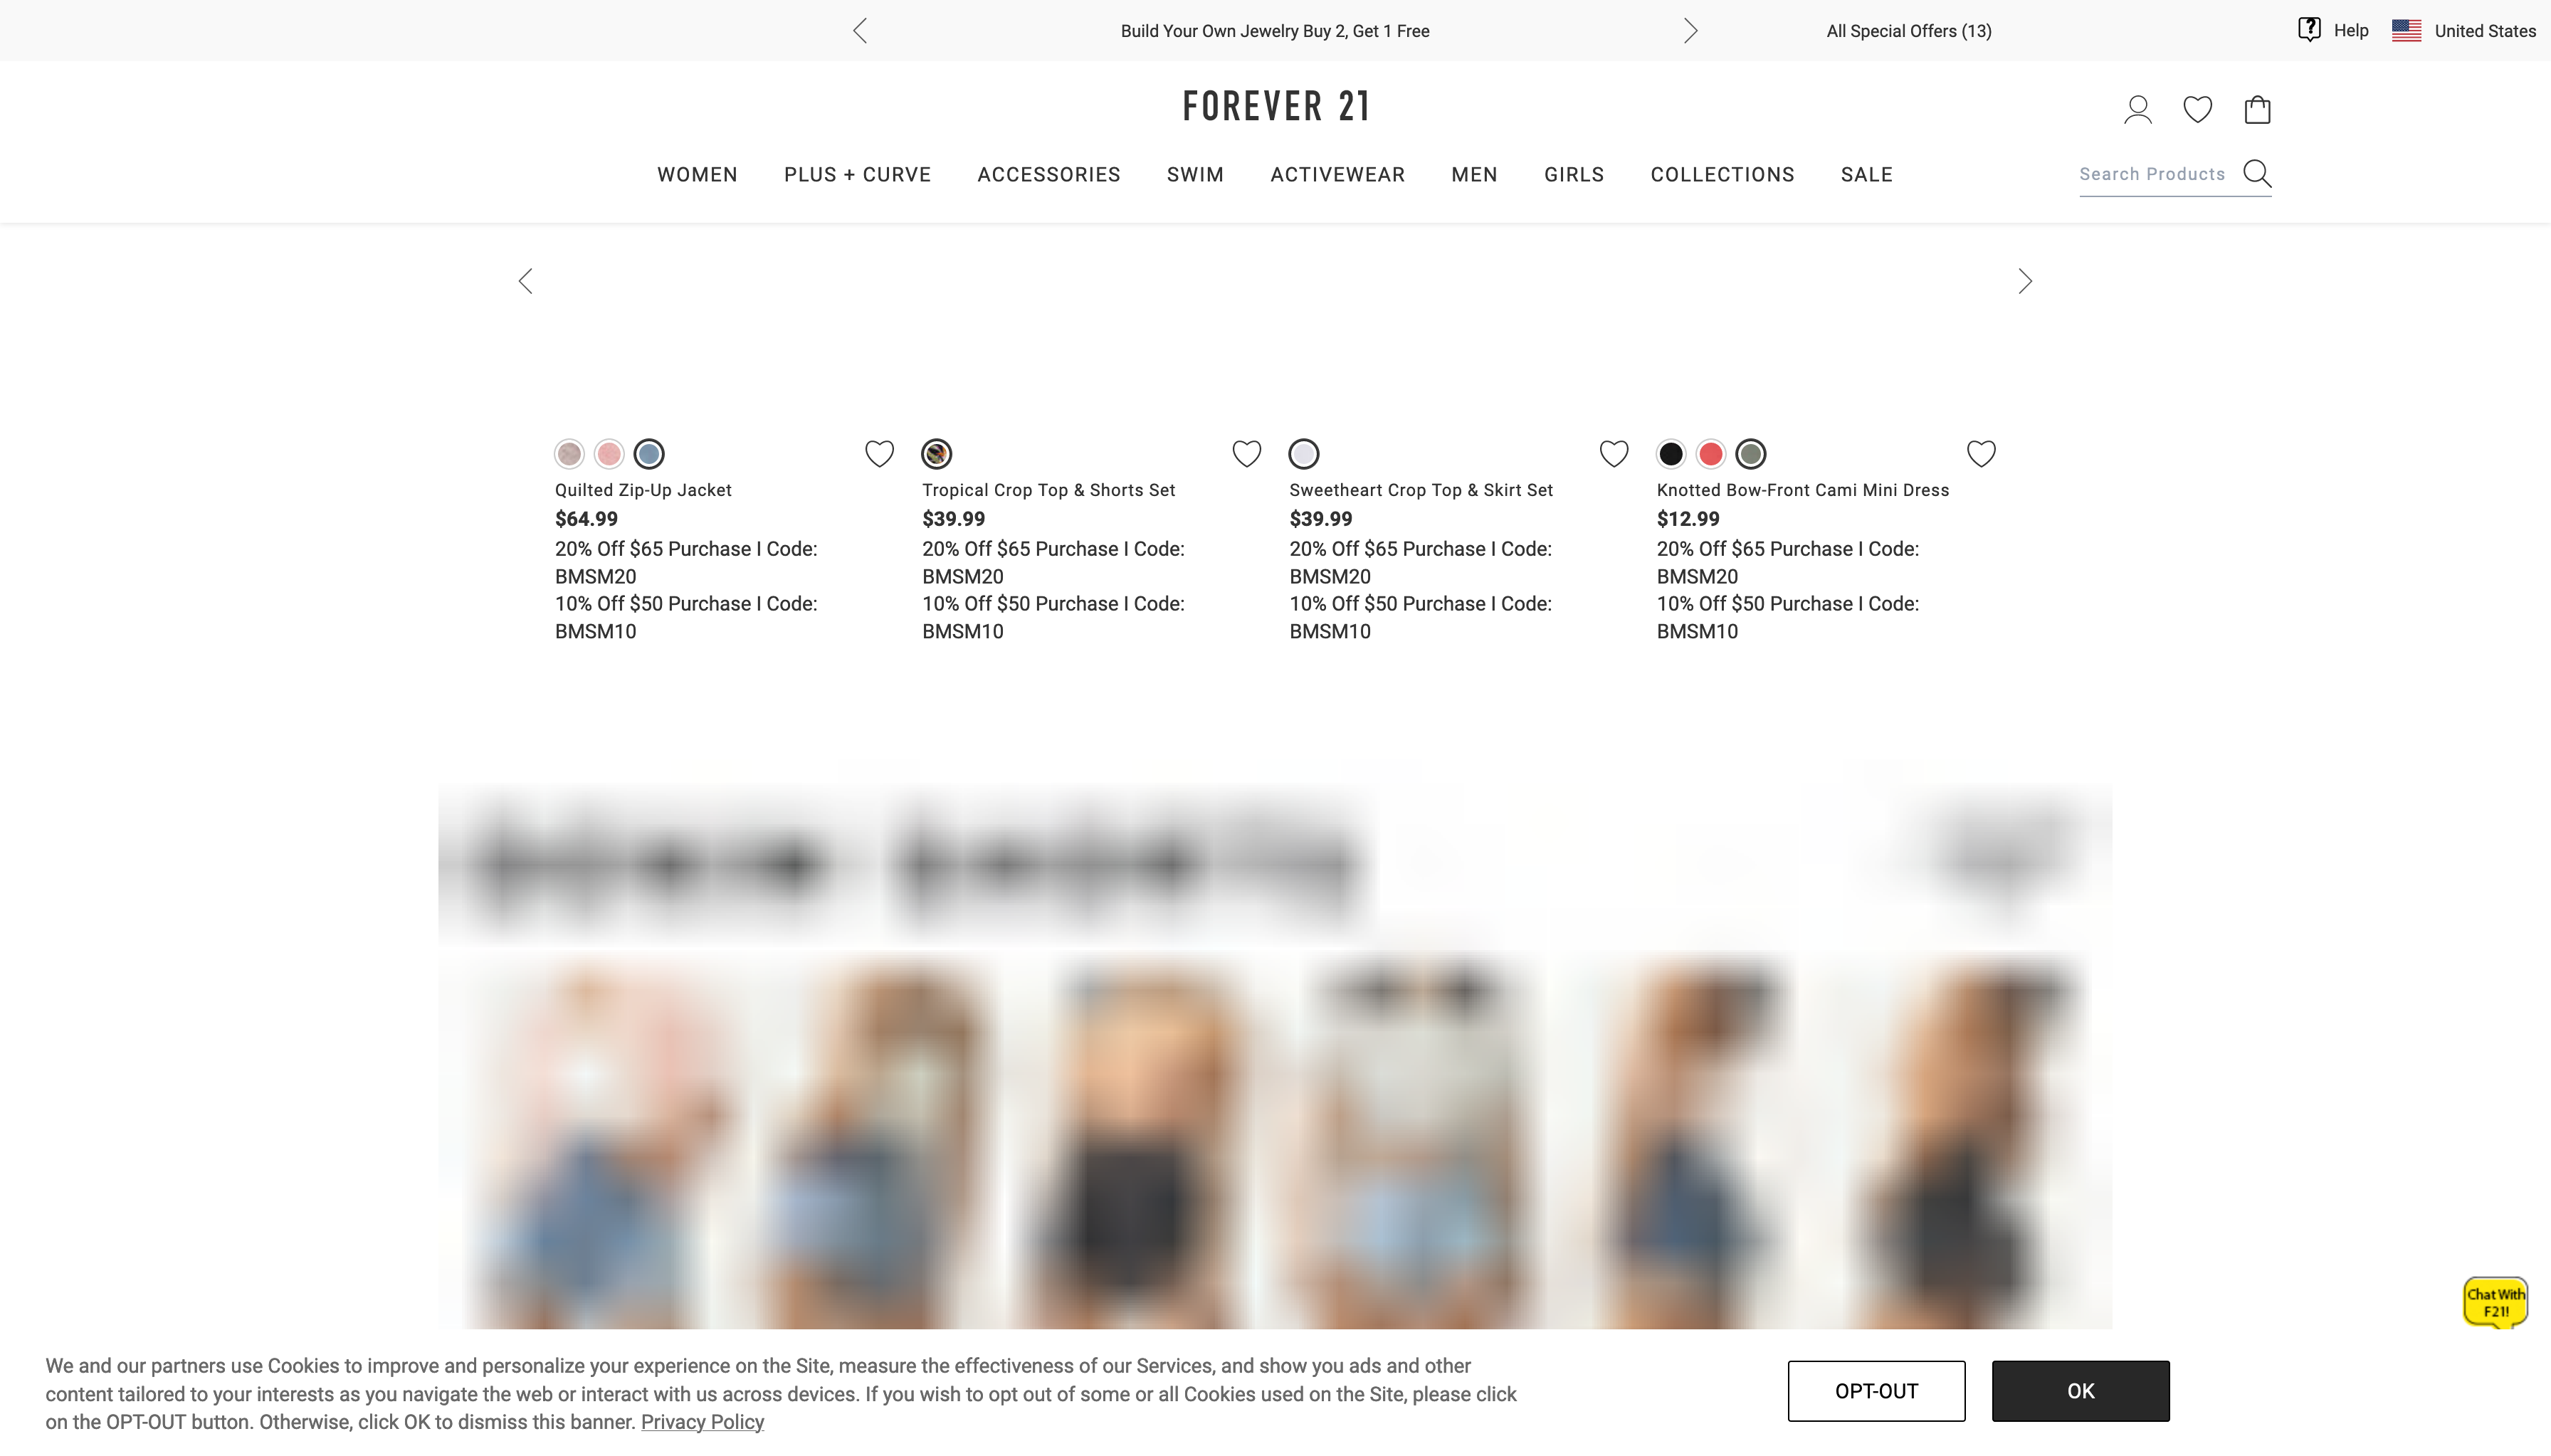 Build Your Own Jewelry Buy 2, Get 1 Free
All Special Offers (13)
Help
United States
FOREVER 21
WOMEN
PLUS + CURVE
ACCESSORIES
SWIM
ACTIVEWEAR
MEN
GIRLS
COLLECTIONS
SALE
Search Products
Quilted Zip-Up Jacket
$64.99
20% Off $65 Purchase I Code:
BMSM20
10% Off $50 Purchase I Code:
BMSM10
Tropical Crop Top & Shorts Set
$39.99
20% Off $65 Purchase I Code:
BMSM20
10% Off $50 Purchase I Code:
BMSM10
Sweetheart Crop Top & Skirt Set
$39.99
20% Off $65 Purchase I Code:
BMSM20
10% Off $50 Purchase I Code:
BMSM10
Knotted Bow-Front Cami Mini Dress
$12.99
20% Off $65 Purchase I Code:
BMSM20
10% Off $50 Purchase I Code:
BMSM10
Chat With
F21!
We and our partners use Cookies to improve and personalize your experience on the Site, measure the effectiveness of our Services, and show you ads and other
content tailored to your interests as you navigate the web or interact with us across devices. If you wish to opt out of some or all Cookies used on the Site, please click
on the OPT-OUT button. Otherwise, click OK to dismiss this banner. Privacy Policy
OPT-OUT
OK